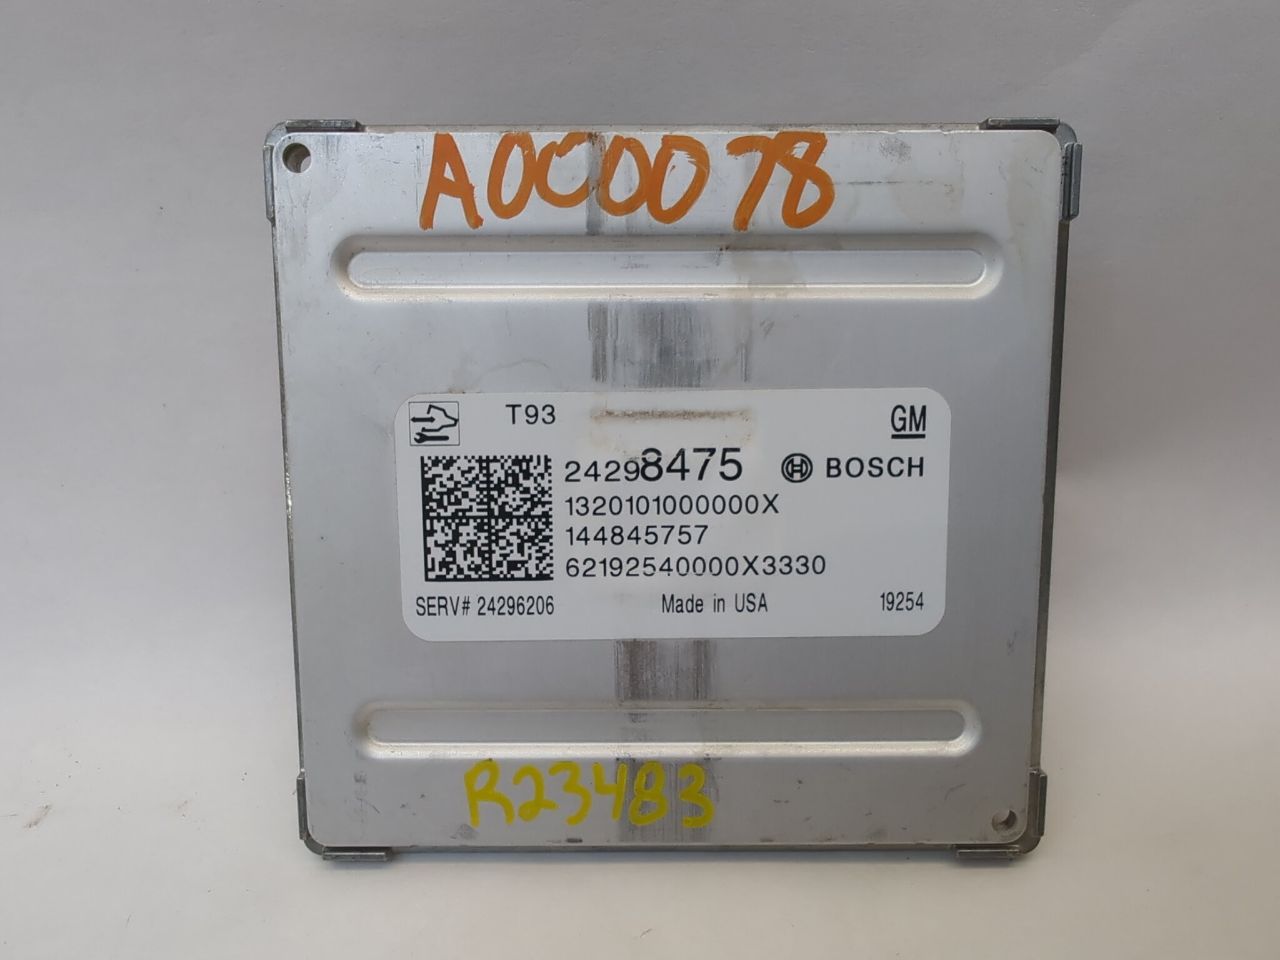 A000078
T93
GM
24298475 BOSCH
1320101000000X
144845757
62192540000X3330
SERV# 24296206 Made in USA 19254
R23483